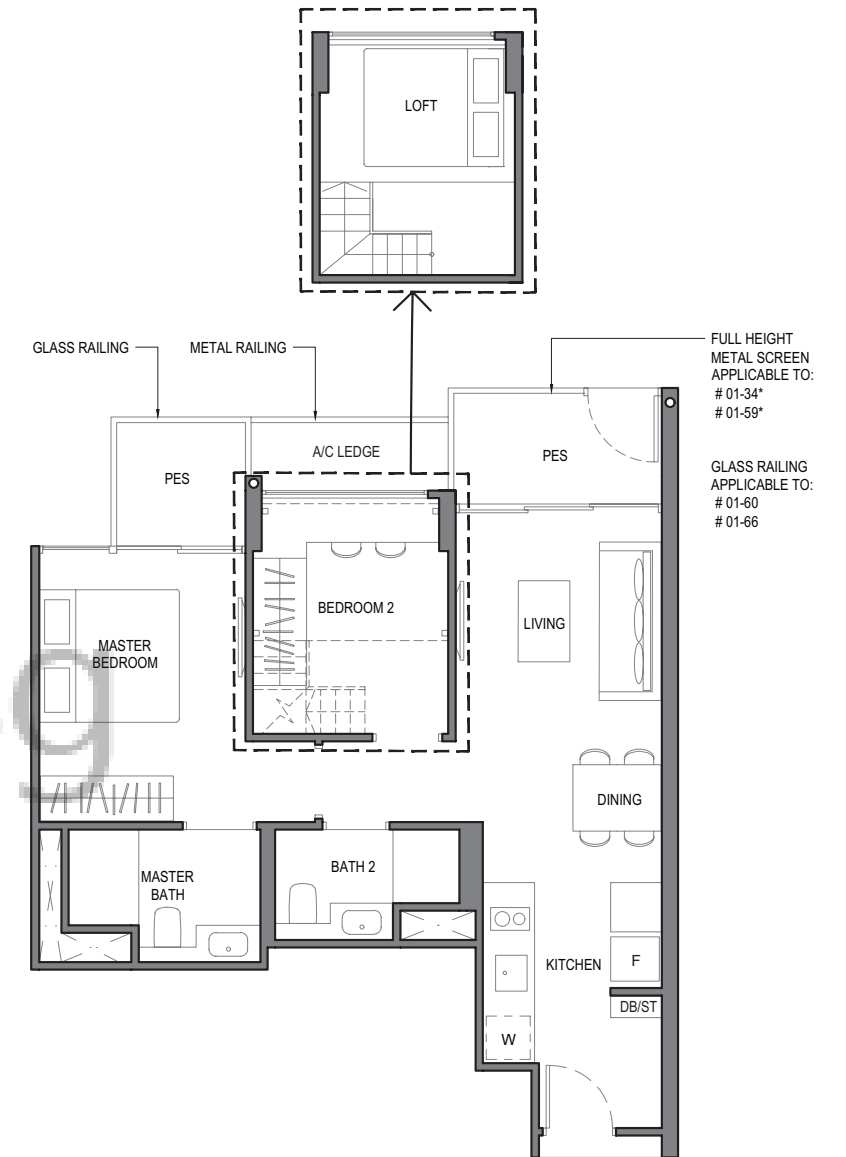 LOFT
GLASS RAILING
METAL RAILING
FULL HEIGHT
METAL SCREEN
APPLICABLE TO:
# 01-34*
# 01-59*
A/C LEDGE
PES
PES
GLASS RAILING
APPLICABLE TO:
# 01-60
# 01-66
BEDROOM 2
LIVING
MASTER
BEDROOM
9
DINING
MASTER
BATH
BATH 2
KITCHEN
F
DB/ST
W